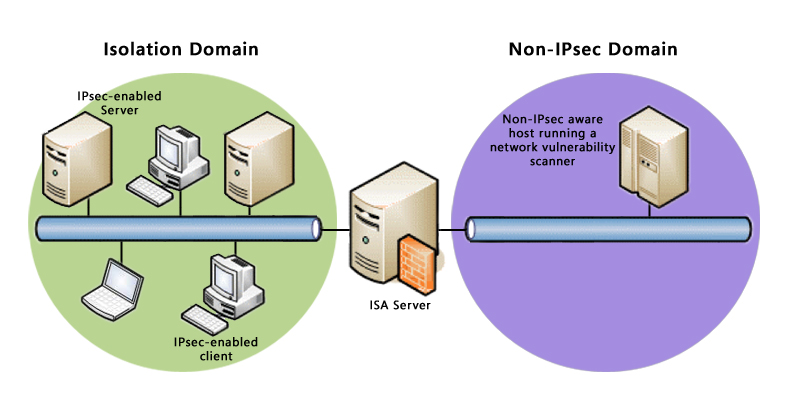 Isolation Domain
Non-IPsec Domain
IPsec-enabled
Server
Non-IPsec aware
host running a
network vulnerability
scanner
ISA Server
IPsec-enabled
client